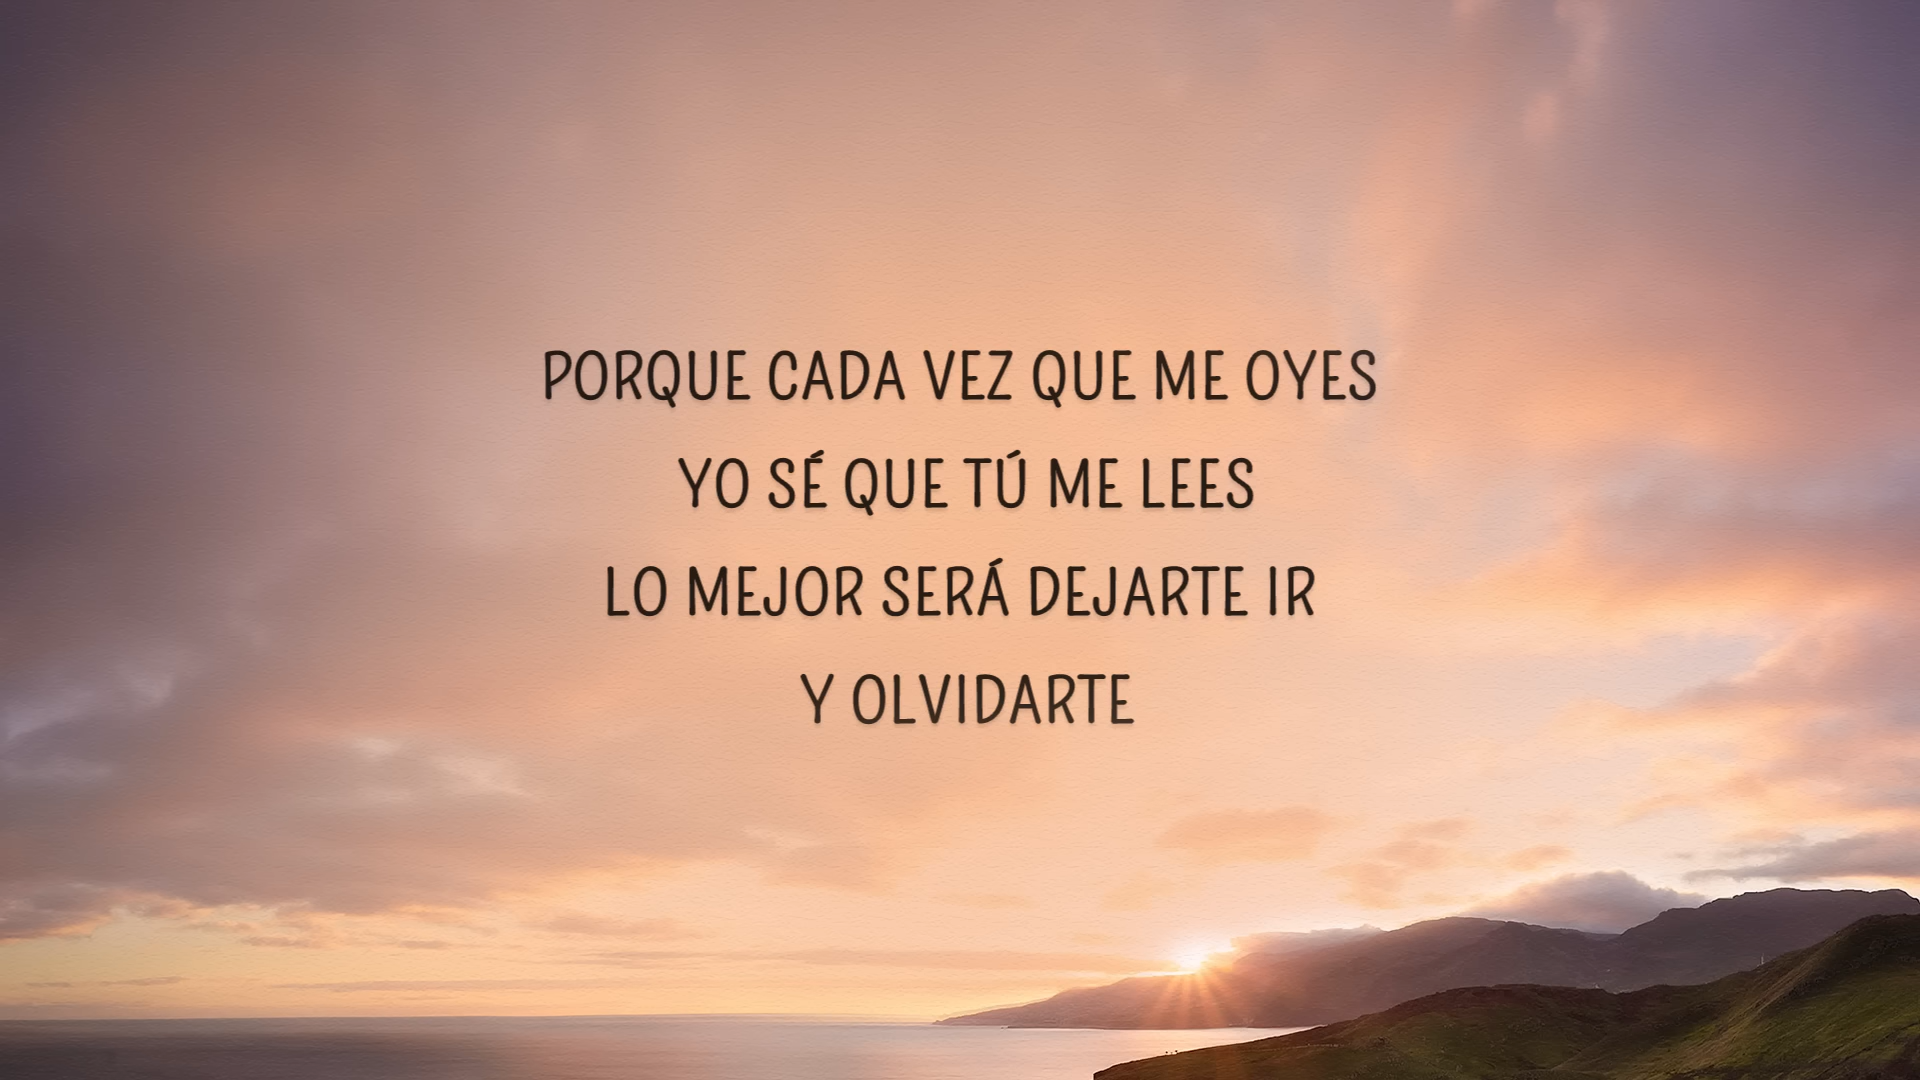 PORQUE CADA VEZ QUE ME OYES
YO SÉ QUE TÚ ME LEES
LO MEJOR SERÁ DEJARTE IR
Y OLVIDARTE